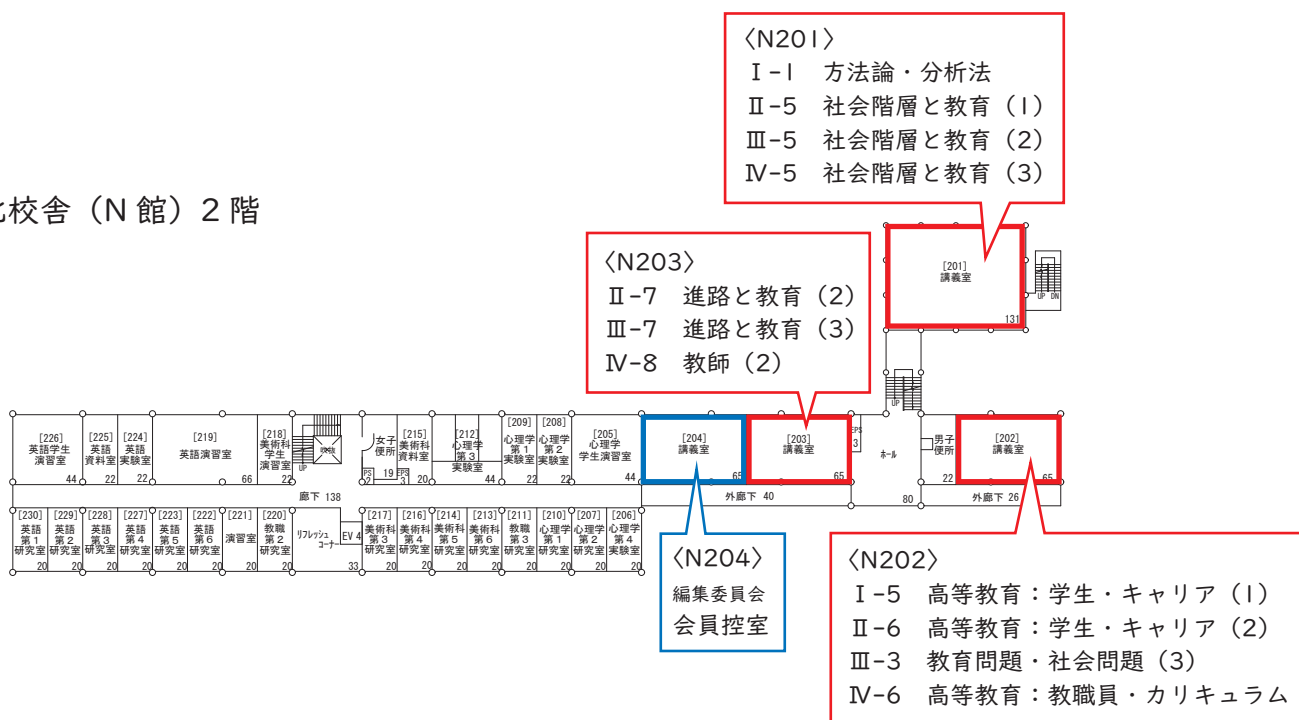 〈N201〉
Ⅰ-1 方法論・分析法
Ⅱ-5 社会階層と教育（1）
Ⅲ-5 社会階層と教育（2）
Ⅳ-5 社会階層と教育（3）
校舎（N 館）2 階
〈N203〉
Ⅱ-7 進路と教育（2）
Ⅲ-7 進路と教育（3）
Ⅳ-8 教師（2）
[201]
講義室
131
UP DN
UP
[226]
英語学生
演習室
44
[225]
英語
資料室
22
[224]
英語
実験室
22
[219]
英語演習室
66
[218]
美術科
学生
演習室
22
UP
女子
便所
19
PS
2
EPS
3
[215]
美術科
資料室
20
[212]
心理学
第3
実験室
44
[209]
心理学
第1
実験室
22
[208]
心理学
第2
実験室
22
[205]
心理学
学生演習室
44
[204]
講義室
65
[203]
講義室
65
EPS
3
ホール
80
男子
便所
22
[202]
講義室
65
廊下 138
外廊下 40
外廊下 26
[230]
英語
第1
研究室
20
[229]
英語
第2
研究室
20
[228]
英語
第3
研究室
20
[227]
英語
第4
研究室
20
[223]
英語
第5
研究室
20
[222]
英語
第6
研究室
20
[221]
演習室
20
[220]
教職
第2
研究室
20
リフレッシュ
コーナー
33
EV 4
[217]
美術科
第3
研究室
20
[216]
美術科
第4
研究室
20
[214]
美術科
第5
研究室
20
[213]
美術科
第6
研究室
20
[211]
教職
第3
研究室
20
[210]
心理学
第1
研究室
20
[207]
心理学
第2
研究室
20
[206]
心理学
第4
実験室
20
〈N204〉
編集委員会
会員控室
〈N202〉
Ⅰ-5 高等教育：学生・キャリア（1）
Ⅱ-6 高等教育：学生・キャリア（2）
Ⅲ-3 教育問題・社会問題（3）
Ⅳ-6 高等教育：教職員・カリキュラム